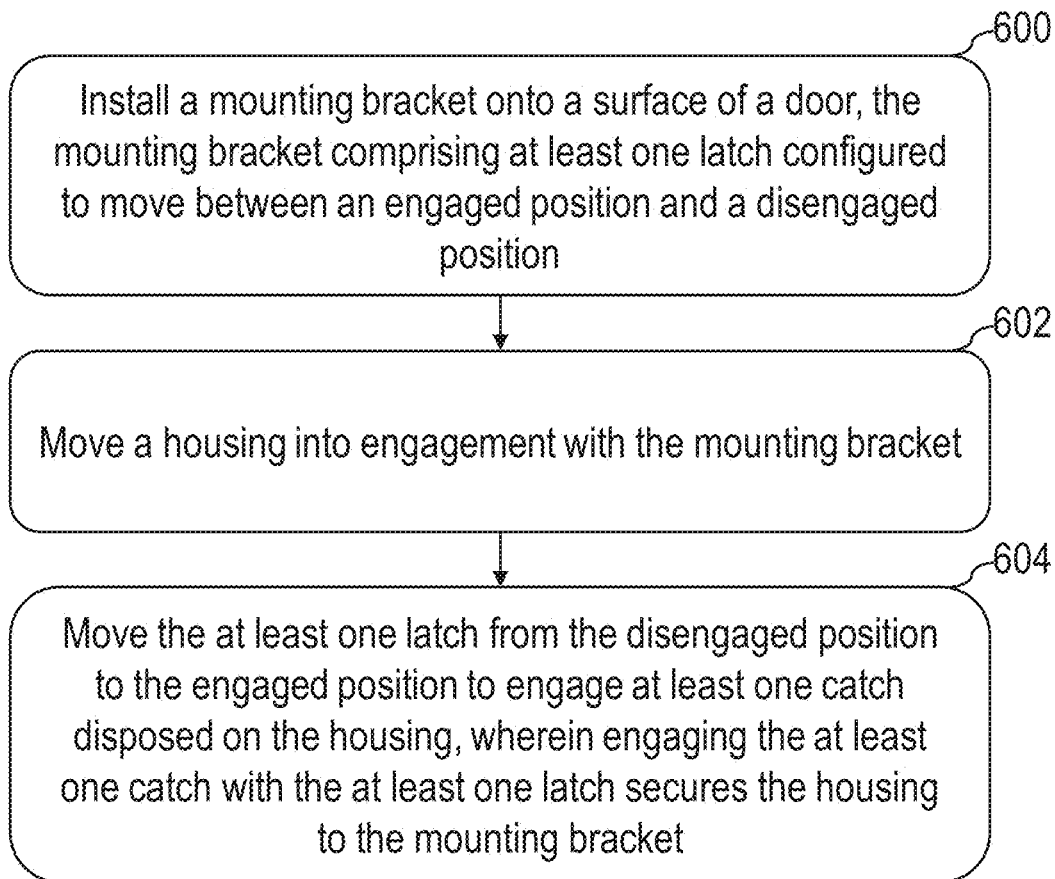 600
Install a mounting bracket onto a surface of a door, the
mounting bracket comprising at least one latch configured
to move between an engaged position and a disengaged
position
602
Move a housing into engagement with the mounting bracket
604
Move the at least one latch from the disengaged position
to the engaged position to engage at least one catch
disposed on the housing, wherein engaging the at least
one catch with the at least one latch secures the housing
to the mounting bracket